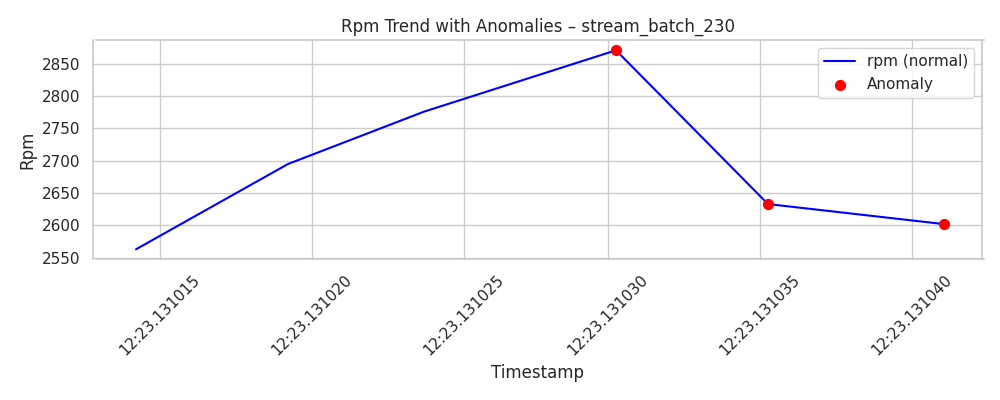 Rpm Trend with Anomalies – stream_batch_230
rpm (normal)
Anomaly
Rpm
2850
2800
2750
2700
2650
2600
2550
12:23.131015
12:23.131020
12:23.131025
12:23.131030
12:23.131035
12:23.131040
Timestamp